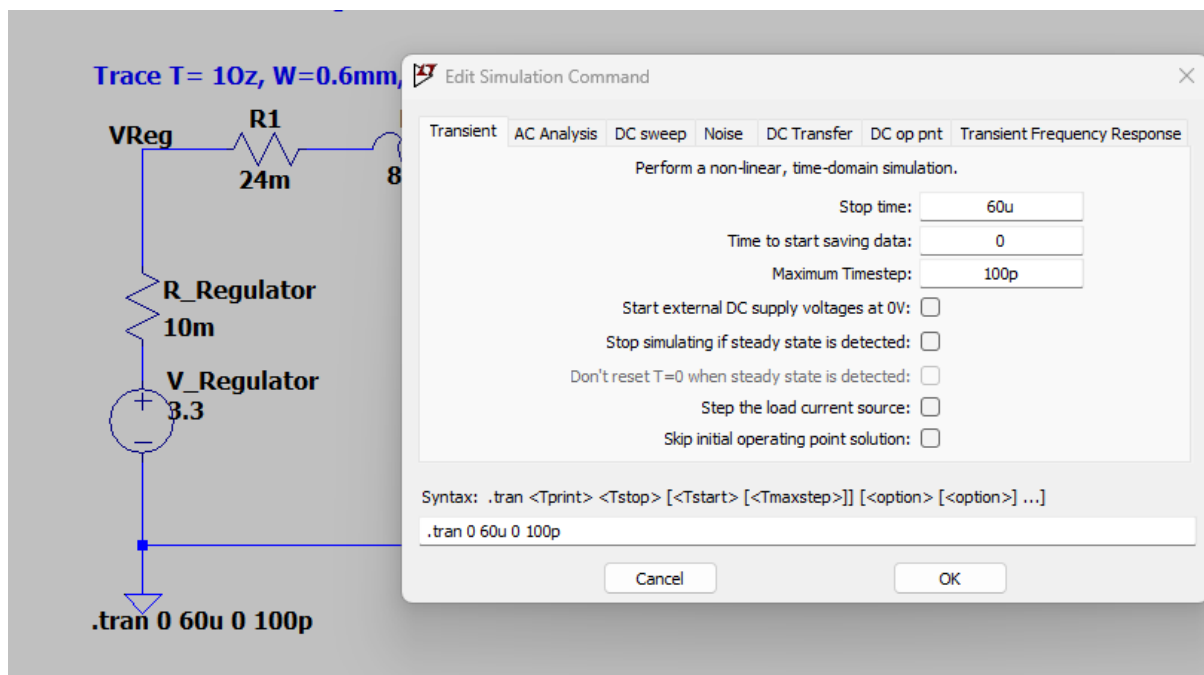 Trace T= 1Oz, W=0.6mm,
VReg
R1
24m
8
R_Regulator
10m
V_Regulator
3.3
.tran 0 60u 0 100p
Edit Simulation Command
Transient AC Analysis DC sweep Noise DC Transfer DC op pnt Transient Frequency Response
Perform a non-linear, time-domain simulation.
Stop time: 60u
Time to start saving data: 0
Maximum Timestep: 100p
Start external DC supply voltages at 0V:
Stop simulating if steady state is detected:
Don't reset T=0 when steady state is detected:
Step the load current source:
Skip initial operating point solution:
Syntax: .tran <Tprint> <Tstop> [<Tstart> [<Tmaxstep>]] [<option> [<option>] ...]
.tran 0 60u 0 100p
Cancel OK